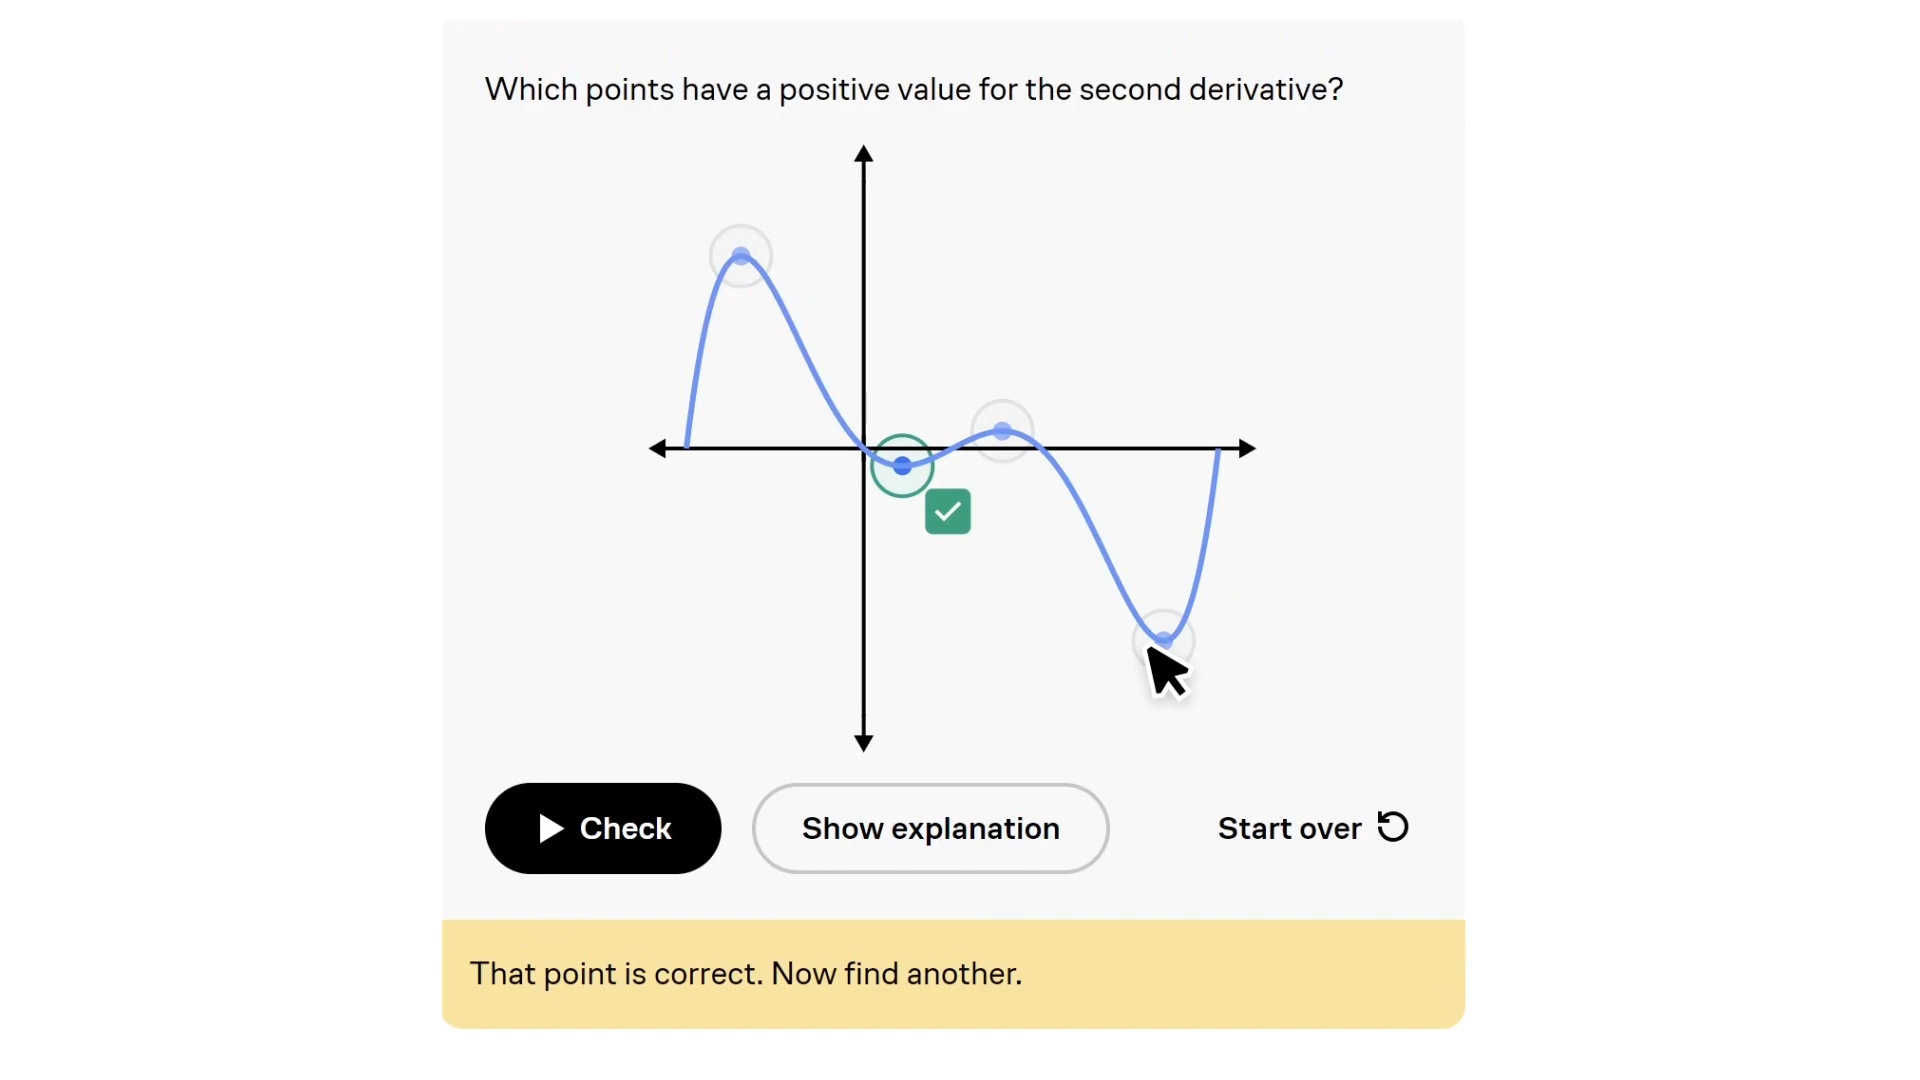 Which points have a positive value for the second derivative?
Check
Show explanation
Start over
That point is correct. Now find another.